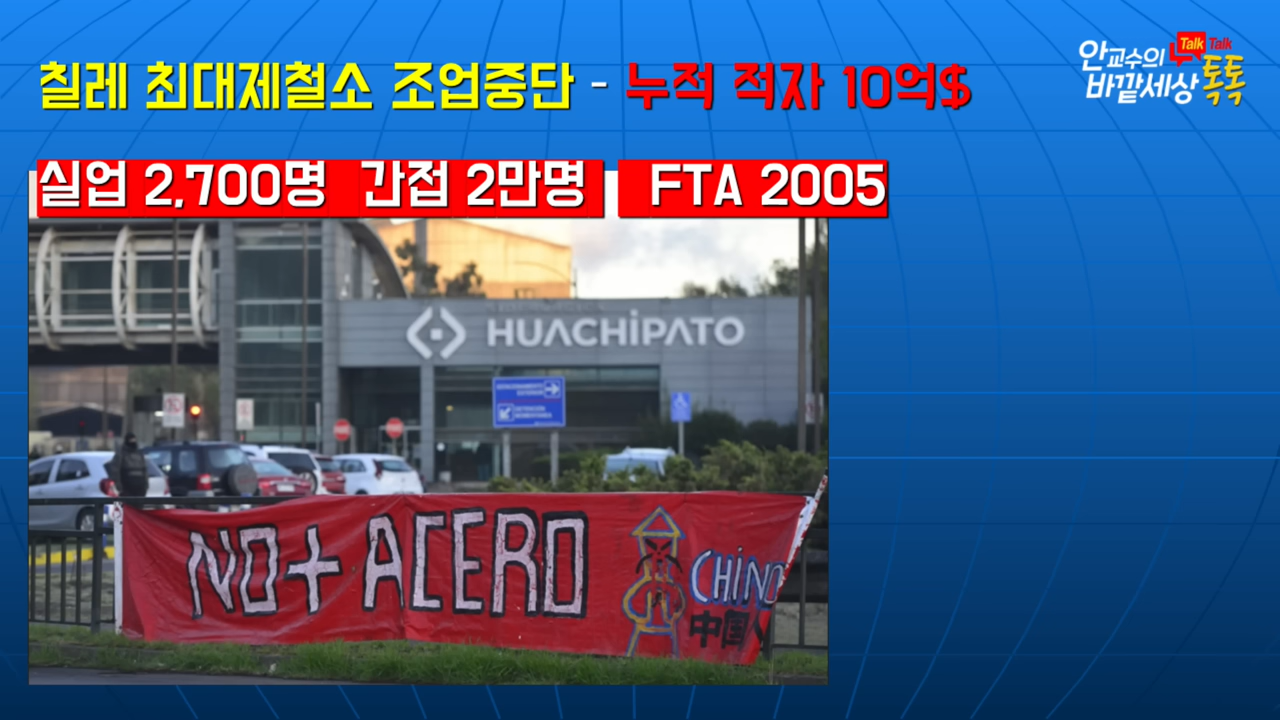 칠레 최대제철소 조업중단 - 누적 적자 10억$
안교수의 Talk Talk
바깥세상 톡톡
실업 2,700명 간접 2만명 FTA 2005
HUACHiPATO
ESTACIONAMIENTO
NO+ ACERO
CHiNO
中国